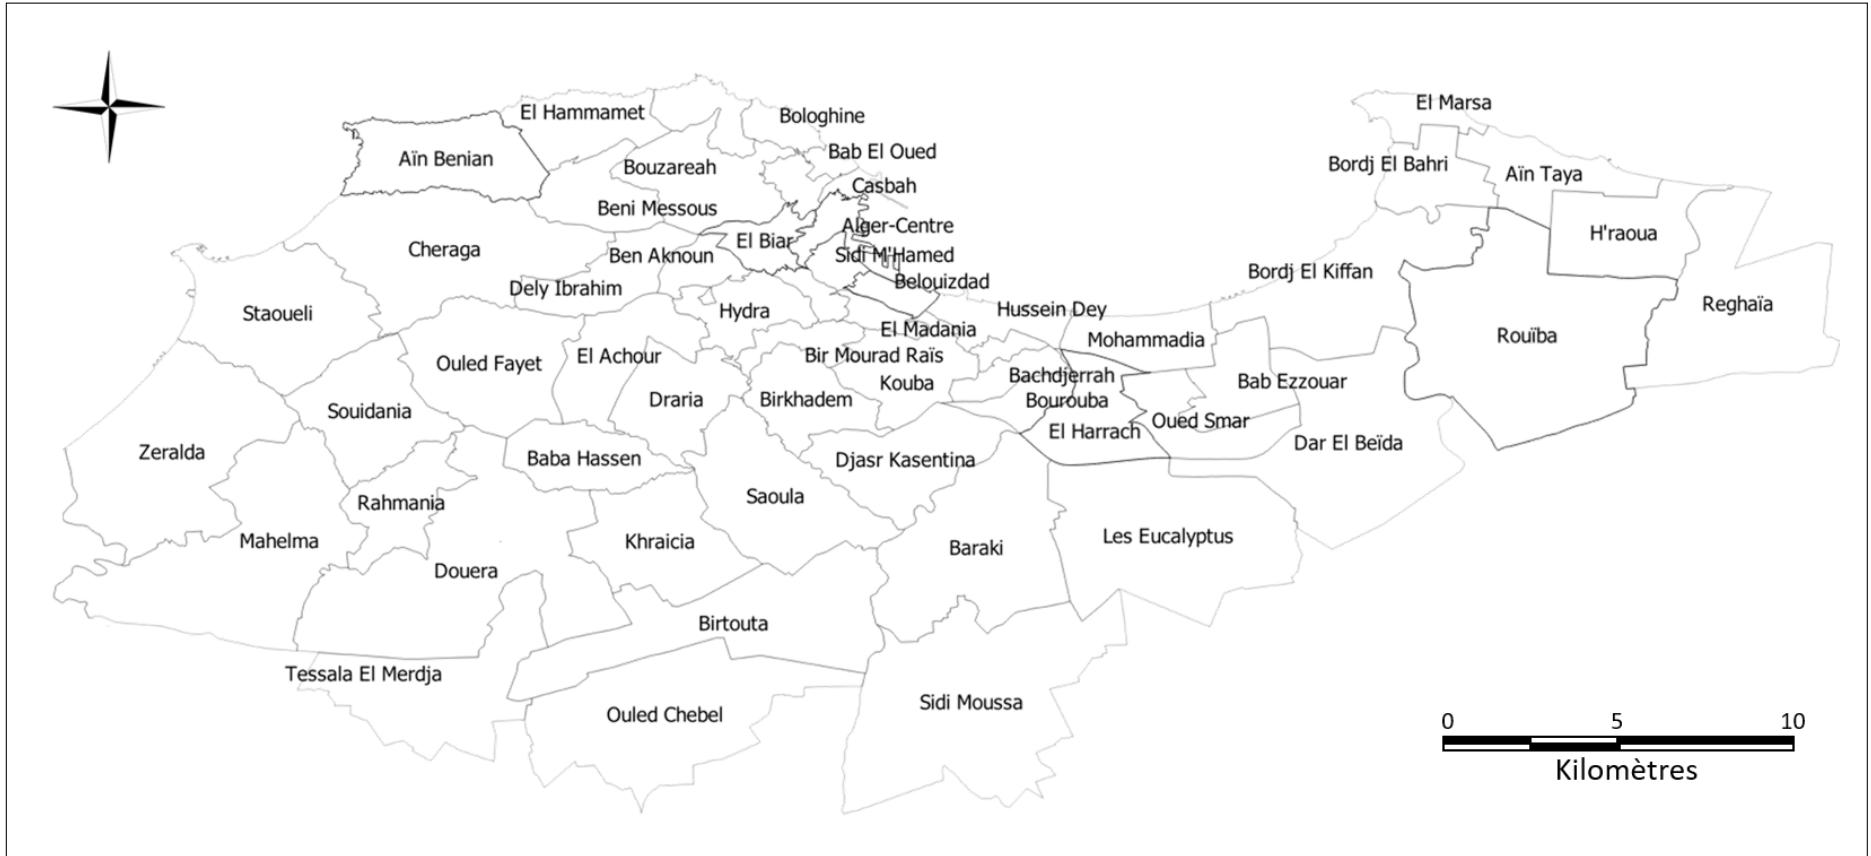 El Marsa
El Hammamet
Bologhine
Bab El Oued
Aïn Benian
Bouzareah
Bordj El Bahri
Aïn Taya
Casbah
Beni Messous
Alger-Centre
H'raoua
El Biar
Cheraga
Ben Aknoun
Sidi M'Hamed
Bordj El Kiffan
Belouizdad
Dely Ibrahim
Reghaïa
Hussein Dey
Hydra
Staoueli
El Madania
Rouïba
Mohammadia
Bir Mourad Raïs
El Achour
Ouled Fayet
Bachdjerrah
Bab Ezzouar
Kouba
Draria
Birkhadem
Bourouba
Souidania
Oued Smar
El Harrach
Dar El Beïda
Zeralda
Baba Hassen
Djasr Kasentina
Saoula
Rahmania
Les Eucalyptus
Mahelma
Khraicia
Baraki
Douera
Birtouta
Tessala El Merdja
Sidi Moussa
Ouled Chebel
0 5 10
Kilomètres